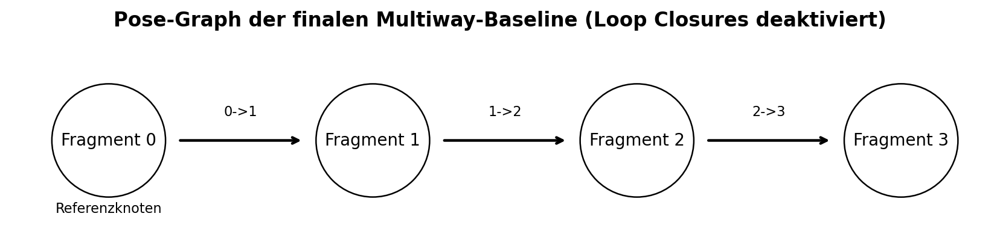 Pose-Graph der finalen Multiway-Baseline (Loop Closures deaktiviert)
0->1
1->2
2->3
Fragment 0
Fragment 1
Fragment 2
Fragment 3
Referenzknoten